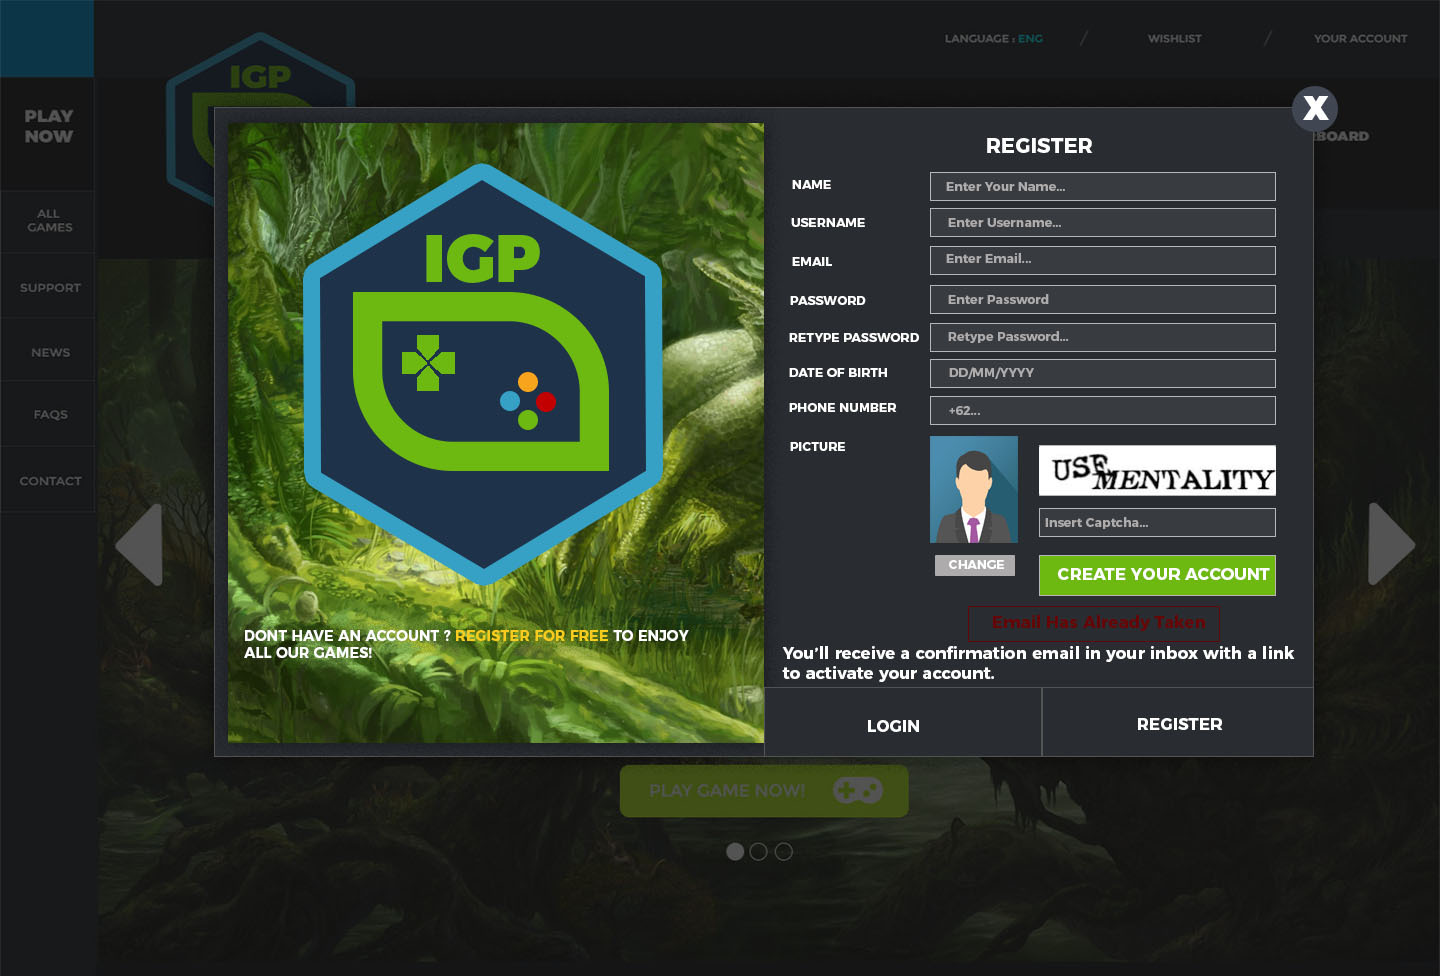 LANGUAGE : ENG
/
WISHLIST
/
YOUR ACCOUNT
PLAY
NOW
ALL
GAMES
SUPPORT
NEWS
FAQS
CONTACT
IGP
BOARD
X
IGP
DONT HAVE AN ACCOUNT ? REGISTER FOR FREE TO ENJOY
ALL OUR GAMES!
REGISTER
NAME
Enter Your Name...
USERNAME
Enter Username...
EMAIL
Enter Email...
PASSWORD
Enter Password
RETYPE PASSWORD
Retype Password...
DATE OF BIRTH
DD/MM/YYYY
PHONE NUMBER
+62...
PICTURE
USE MENTALITY
Insert Captcha...
CHANGE
CREATE YOUR ACCOUNT
Email Has Already Taken
You'll receive a confirmation email in your inbox with a link
to activate your account.
LOGIN
REGISTER
PLAY GAME NOW!